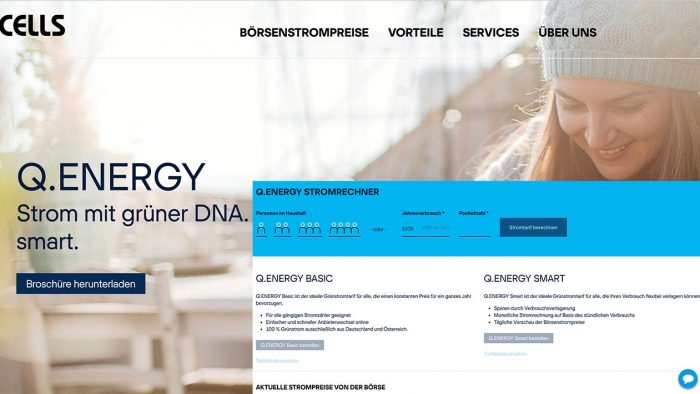 CELLS
BÖRSENSTROMPREISE VORTEILE SERVICES ÜBER UNS
Q.ENERGY
Strom mit grüner DNA.
smart.
Broschüre herunterladen
Q.ENERGY STROMRECHNER
Personen im Haushalt
- oder -
Jahresverbrauch *
3100
Postleitzahl *
Stromtarif berechnen
Q.ENERGY BASIC
Q.ENERGY Basic ist der ideale Grünstromtarif für alle, die einen konstanten Preis für ein ganzes Jahr
bevorzugen.
• Für alle gängigen Stromzähler geeignet
• Einfacher und schneller Anbieterwechsel online
• 100 % Grünstrom ausschließlich aus Deutschland und Österreich.
Q.ENERGY Basic bestellen
Tarifdetails ansehen
Q.ENERGY SMART
Q.ENERGY Smart ist der ideale Grünstromtarif für alle, die Ihren Verbrauch flexibel verlagern können
• Sparen durch Verbrauchsverlagerung
• Monatliche Stromrechnung auf Basis des stündlichen Verbrauchs
• Tägliche Vorschau der Börsenstrompreise
Q.ENERGY Smart bestellen
Tarifdetails ansehen
AKTUELLE STROMPREISE VON DER BÖRSE